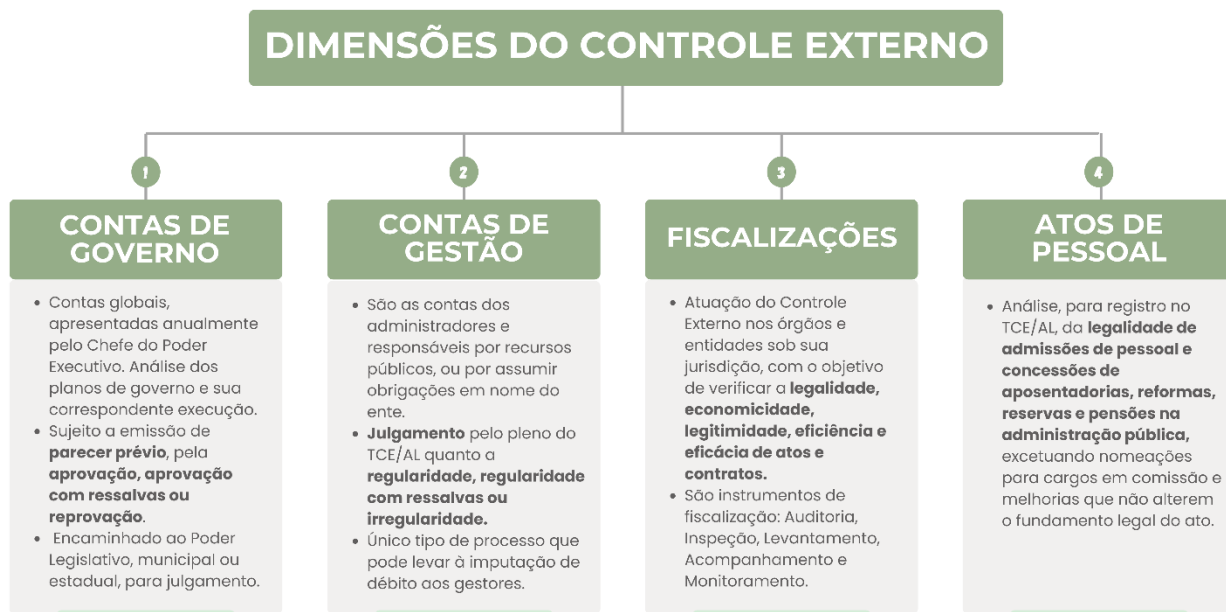 DIMENSÕES DO CONTROLE EXTERNO
1
CONTAS DE
GOVERNO
• Contas globais,
apresentadas anualmente
pelo Chefe do Poder
Executivo. Análise dos
planos de governo e sua
correspondente execução.
• Sujeito a emissão de
parecer prévio, pela
aprovação, aprovação
com ressalvas ou
reprovação.
• Encaminhado ao Poder
Legislativo, municipal ou
estadual, para julgamento.
2
CONTAS DE
GESTÃO
• São as contas dos
administradores e
responsáveis por recursos
públicos, ou por assumir
obrigações em nome do
ente.
• Julgamento pelo pleno do
TCE/AL quanto a
regularidade, regularidade
com ressalvas ou
irregularidade.
• Único tipo de processo que
pode levar à imputação de
débito aos gestores.
3
FISCALIZAÇÕES
• Atuação do Controle
Externo nos órgãos e
entidades sob sua
jurisdição, com o objetivo
de verificar a legalidade,
economicidade,
legitimidade, eficiência e
eficácia de atos e
contratos.
• São instrumentos de
fiscalização: Auditoria,
Inspeção, Levantamento,
Acompanhamento e
Monitoramento.
4
ATOS DE
PESSOAL
• Análise, para registro no
TCE/AL, da legalidade de
admissões de pessoal e
concessões de
aposentadorias, reformas,
reservas e pensões na
administração pública,
excetuando nomeações
para cargos em comissão e
melhorias que não alterem
o fundamento legal do ato.